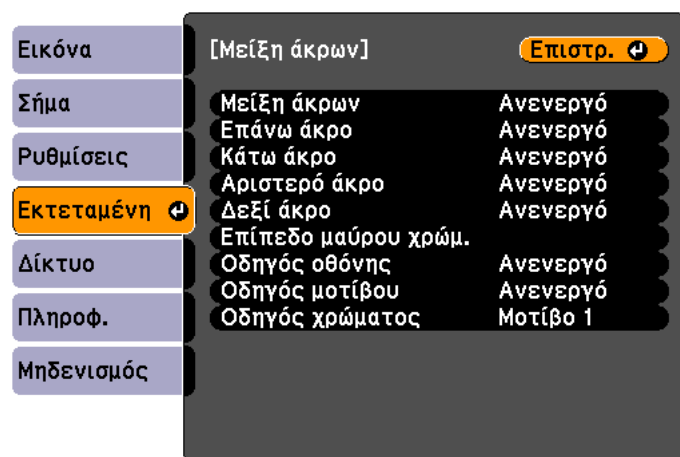 Εικόνα
Σήμα
Ρυθμίσεις
Εκτεταμένη
Δίκτυο
Πληροφ.
Μηδενισμός
[Μείξη άκρων] Επιστρ.
Μείξη άκρων Ανενεργό
Επάνω άκρο Ανενεργό
Κάτω άκρο Ανενεργό
Αριστερό άκρο Ανενεργό
Δεξί άκρο Ανενεργό
Επίπεδο μαύρου χρώμ.
Οδηγός οθόνης Ανενεργό
Οδηγός μοτίβου Ανενεργό
Οδηγός χρώματος Μοτίβο 1